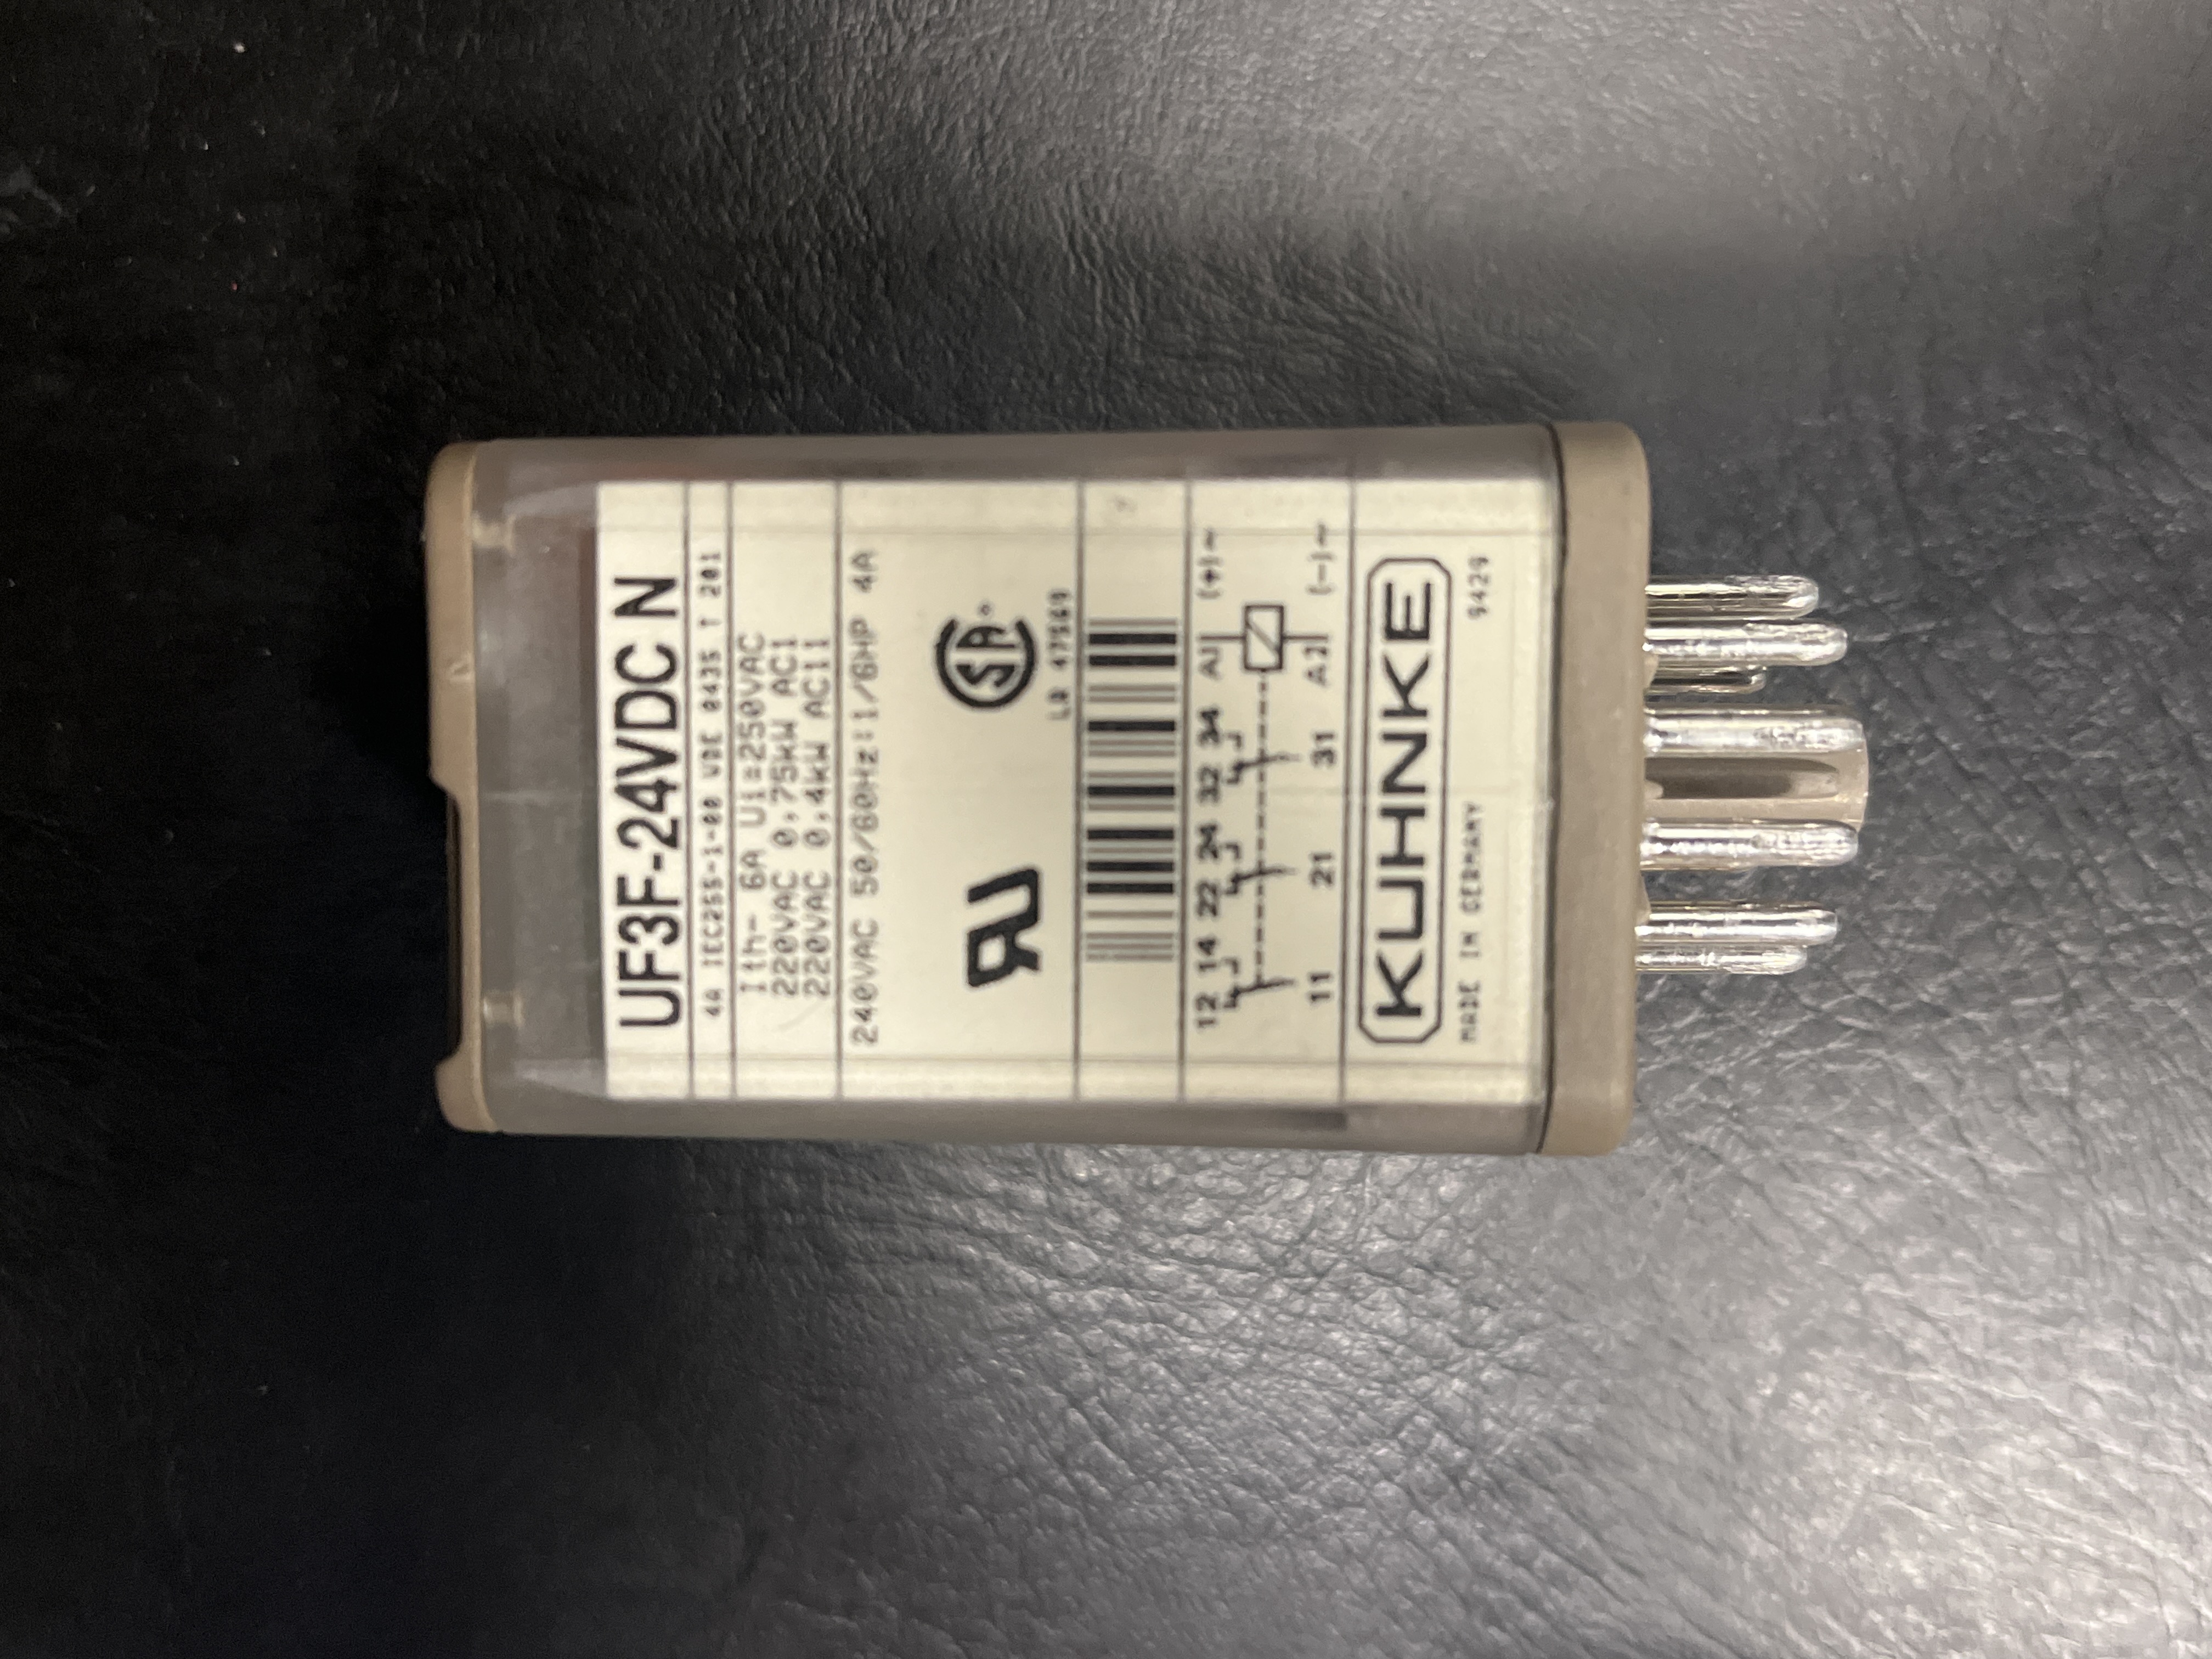 UF3F-24VDC N
4A IEC255-1-00 VDE 0435 T 201
Ith- 6A Ui=250VAC
220VAC 0,75kW AC1
220VAC 0,4kW AC11
240VAC 50/60Hz:1/6HP 4A
SA
LR 47569
12 14 22 24 32 34 A1 (+)~
11 21 31 A2 (-)~
KUHNKE
MADE IN GERMANY 9429